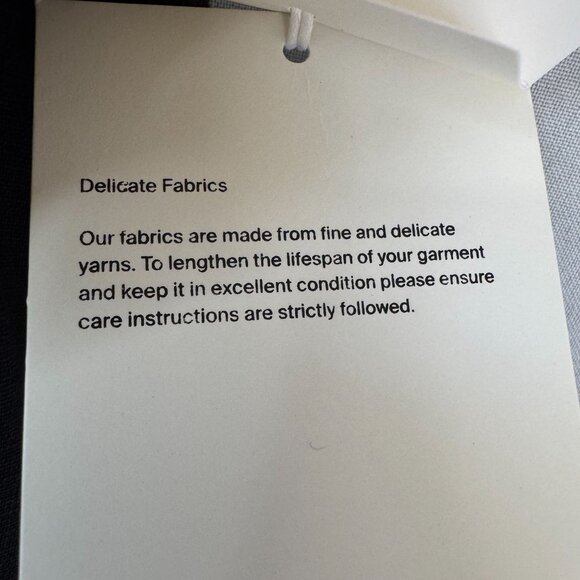 Delicate Fabrics
Our fabrics are made from fine and delicate
yarns. To lengthen the lifespan of your garment
and keep it in excellent condition please ensure
care instructions are strictly followed.